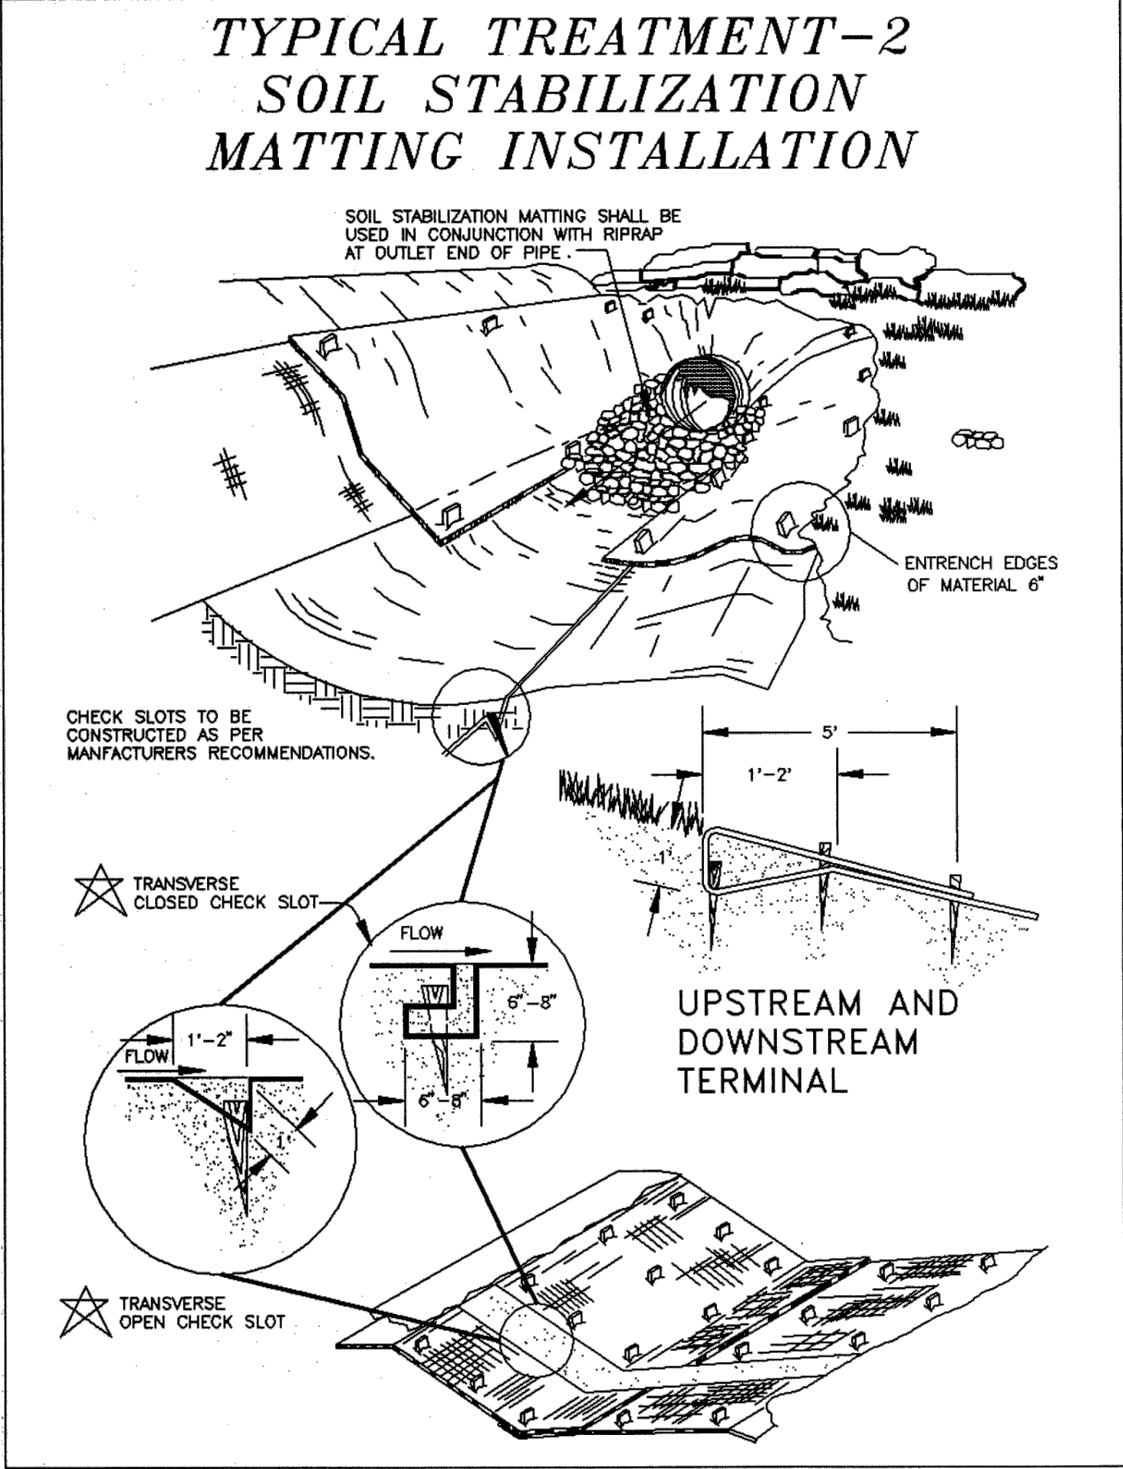 TYPICAL TREATMENT-2
SOIL STABILIZATION
MATTING INSTALLATION
SOIL STABILIZATION MATTING SHALL BE
USED IN CONJUNCTION WITH RIPRAP
AT OUTLET END OF PIPE.
ENTRENCH EDGES
OF MATERIAL 6"
CHECK SLOTS TO BE
CONSTRUCTED AS PER
MANFACTURERS RECOMMENDATIONS.
5'
1'-2'
1'
TRANSVERSE
CLOSED CHECK SLOT
FLOW
6"-8"
6"-8"
UPSTREAM AND
DOWNSTREAM
TERMINAL
1'-2"
FLOW
1'
TRANSVERSE
OPEN CHECK SLOT